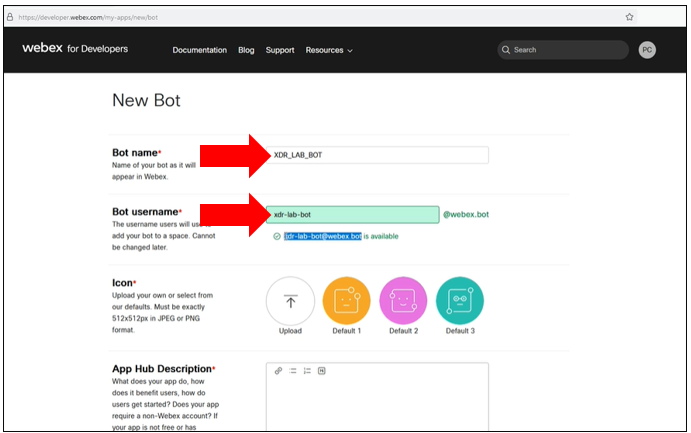 https://developer.webex.com/my-apps/new/bot
webex for Developers Documentation Blog Support Resources Search PC
New Bot
Bot name*
Name of your bot as it will
appear in Webex.
XDR_LAB_BOT
Bot username*
The username users will use to
add your bot to a space. Cannot
be changed later.
xdr-lab-bot @webex.bot
xdr-lab-bot@webex.bot is available
Icon*
Upload your own or select from
our defaults. Must be exactly
512x512px in JPEG or PNG
format.
Upload Default 1 Default 2 Default 3
App Hub Description*
What does your app do, how
does it benefit users, how do
users get started? Does your app
require a non-Webex account? If
your app is not free or has